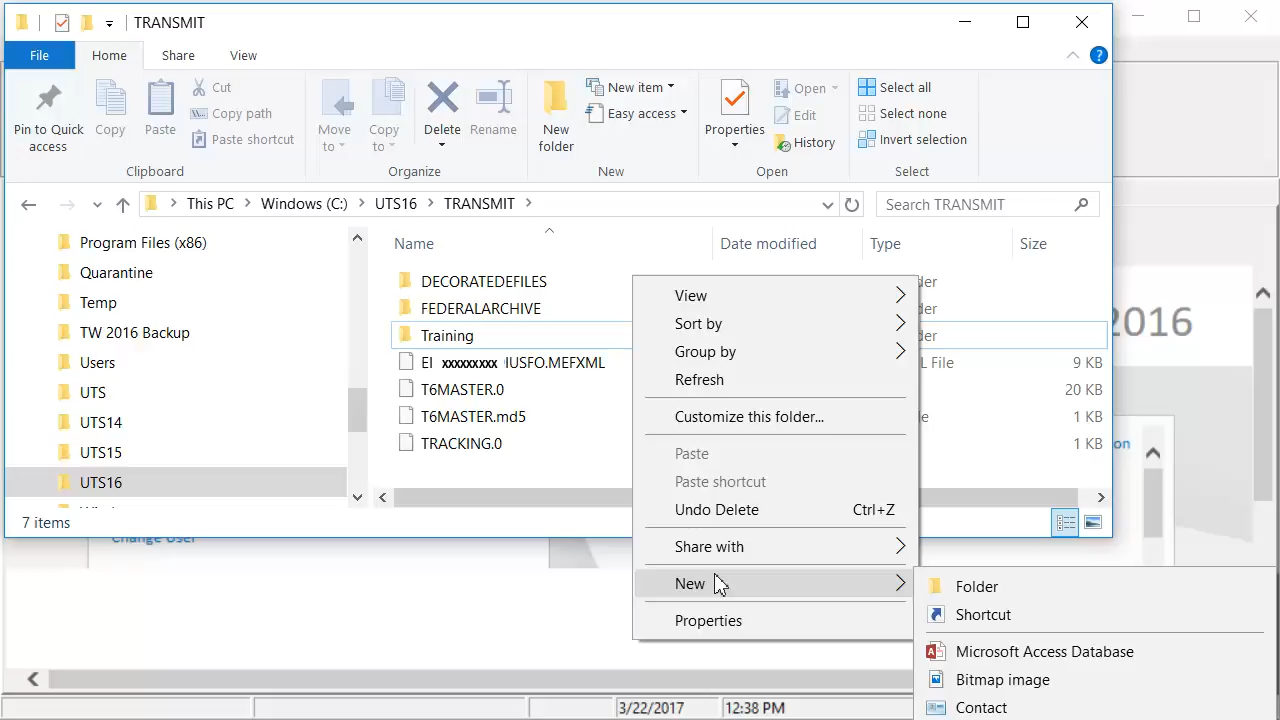 TRANSMIT
File Home Share View
Pin to Quick access
Copy
Paste
Cut
Copy path
Paste shortcut
Clipboard
Move to
Copy to
Delete
Rename
Organize
New folder
New item
Easy access
New
Properties
Open
Edit
History
Open
Select all
Select none
Invert selection
Select
This PC > Windows (C:) > UTS16 > TRANSMIT >
Search TRANSMIT
Program Files (x86)
Quarantine
Temp
TW 2016 Backup
Users
UTS
UTS14
UTS15
UTS16
Name Date modified Type Size
DECORATEDFILES
FEDERALARCHIVE
Training
EI xxxxxxxxx IUSFO.MEFXML L File 9 KB
T6MASTER.0 20 KB
T6MASTER.md5 1 KB
TRACKING.0 1 KB
7 items
View
Sort by
Group by
Refresh
Customize this folder...
Paste
Paste shortcut
Undo Delete Ctrl+Z
Share with
New
Properties
Folder
Shortcut
Microsoft Access Database
Bitmap image
Contact
2016
Change User
3/22/2017 12:38 PM